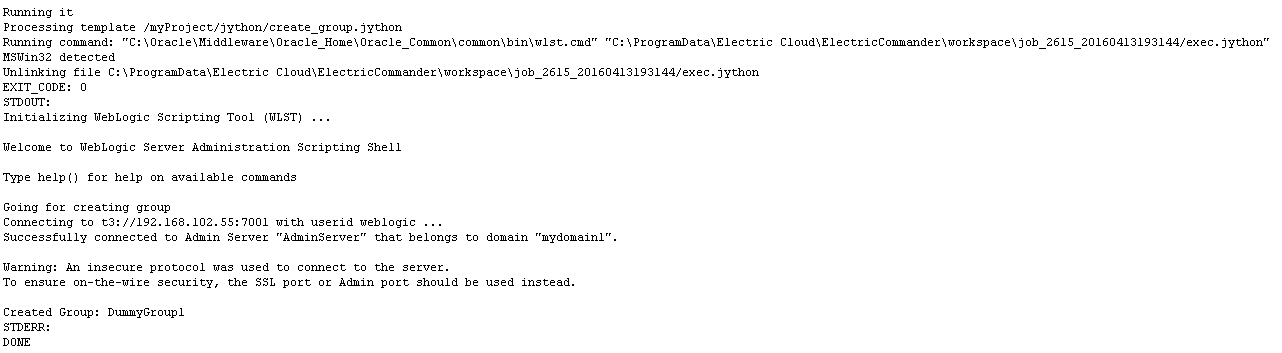 Running it
Processing template /myProject/jython/create_group.jython
Running command: "C:\Oracle\Middleware\Oracle_Home\Oracle_Common\common\bin\wlst.cmd" "C:\ProgramData\Electric Cloud\ElectricCommander\workspace\job_2615_20160413193144/exec.jython"
MSWin32 detected
Unlinking file C:\ProgramData\Electric Cloud\ElectricCommander\workspace\job_2615_20160413193144/exec.jython
EXIT_CODE: 0
STDOUT:
Initializing WebLogic Scripting Tool (WLST) ...
Welcome to WebLogic Server Administration Scripting Shell
Type help() for help on available commands
Going for creating group
Connecting to t3://192.168.102.55:7001 with userid weblogic ...
Successfully connected to Admin Server "AdminServer" that belongs to domain "mydomain1".
Warning: An insecure protocol was used to connect to the server.
To ensure on-the-wire security, the SSL port or Admin port should be used instead.
Created Group: DummyGroup1
STDERR:
DONE